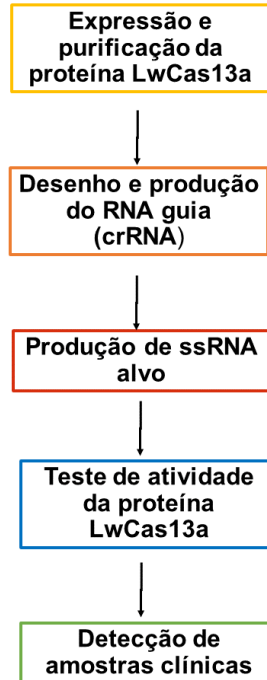 Expressão e
purificação da
proteína LwCas13a
Desenho e produção
do RNA guia
(crRNA)
Produção de ssRNA
alvo
Teste de atividade
da proteína
LwCas13a
Detecção de
amostras clínicas